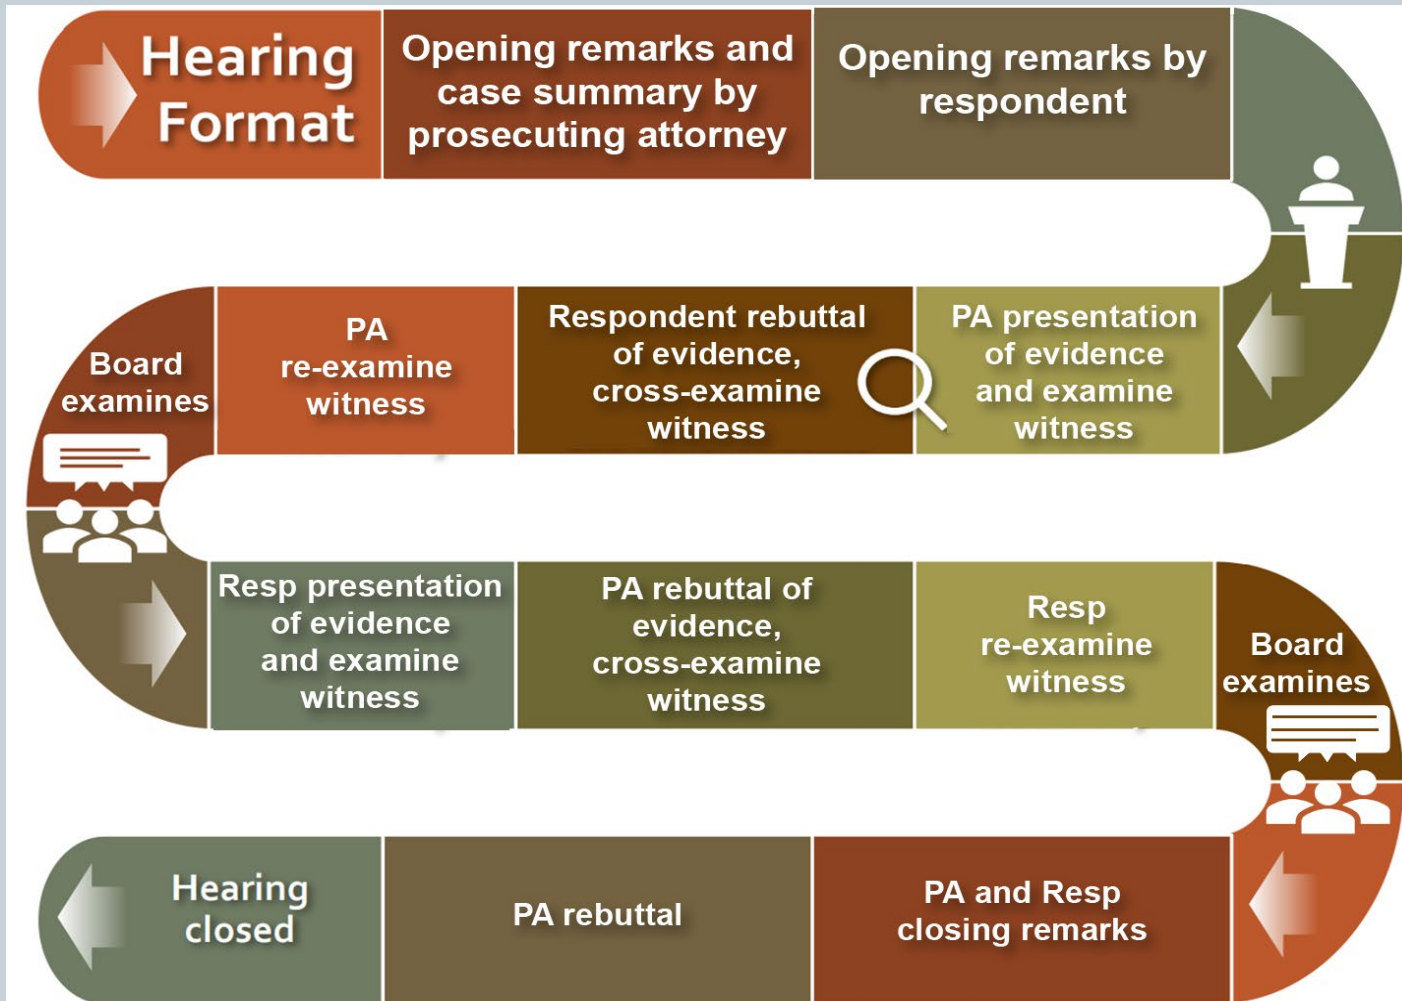 Hearing
Format
Opening remarks and
case summary by
prosecuting attorney
Opening remarks by
respondent
PA presentation
of evidence
and examine
witness
Respondent rebuttal
of evidence,
cross-examine
witness
PA
re-examine
witness
Board
examines
Resp presentation
of evidence
and examine
witness
PA rebuttal of
evidence,
cross-examine
witness
Resp
re-examine
witness
Board
examines
PA and Resp
closing remarks
PA rebuttal
Hearing
closed